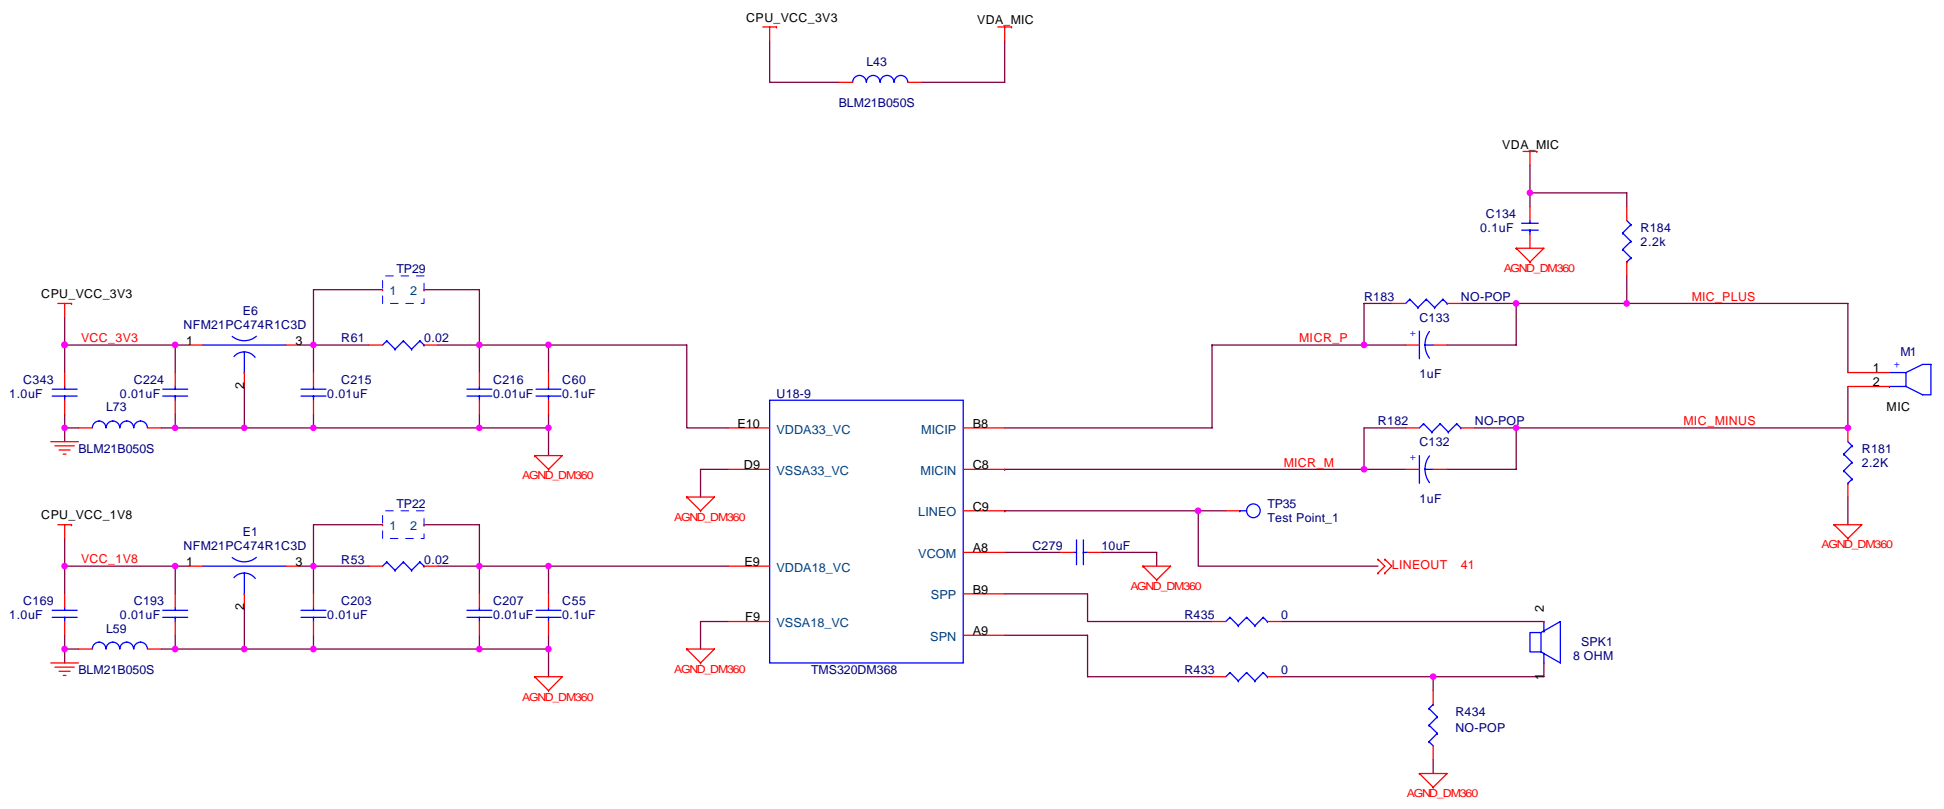 CPU_VCC_3V3
VDA_MIC
L43
BLM21B050S
VDA_MIC
C134
0.1uF
AGND_DM360
R184
2.2k
CPU_VCC_3V3
VCC_3V3
E6
NFM21PC474R1C3D
1
3
2
TP29
1 2
R61
0.02
C343
1.0uF
C224
0.01uF
C215
0.01uF
C216
0.01uF
C60
0.1uF
L73
BLM21B050S
AGND_DM360
CPU_VCC_1V8
VCC_1V8
E1
NFM21PC474R1C3D
1
3
2
TP22
1 2
R53
0.02
C169
1.0uF
C193
0.01uF
C203
0.01uF
C207
0.01uF
C55
0.1uF
L59
BLM21B050S
AGND_DM360
U18-9
E10
VDDA33_VC
D9
VSSA33_VC
AGND_DM360
E9
VDDA18_VC
F9
VSSA18_VC
AGND_DM360
MICIP
B8
MICIN
C8
LINEO
C9
VCOM
A8
SPP
B9
SPN
A9
TMS320DM368
R183
NO-POP
MICR_P
+
C133
1uF
MIC_PLUS
R182
NO-POP
MICR_M
+
C132
1uF
MIC_MINUS
M1
1
+
2
MIC
R181
2.2K
AGND_DM360
TP35
Test Point_1
LINEOUT 41
C279
10uF
AGND_DM360
R435
0
R433
0
2
1
SPK1
8 OHM
R434
NO-POP
AGND_DM360